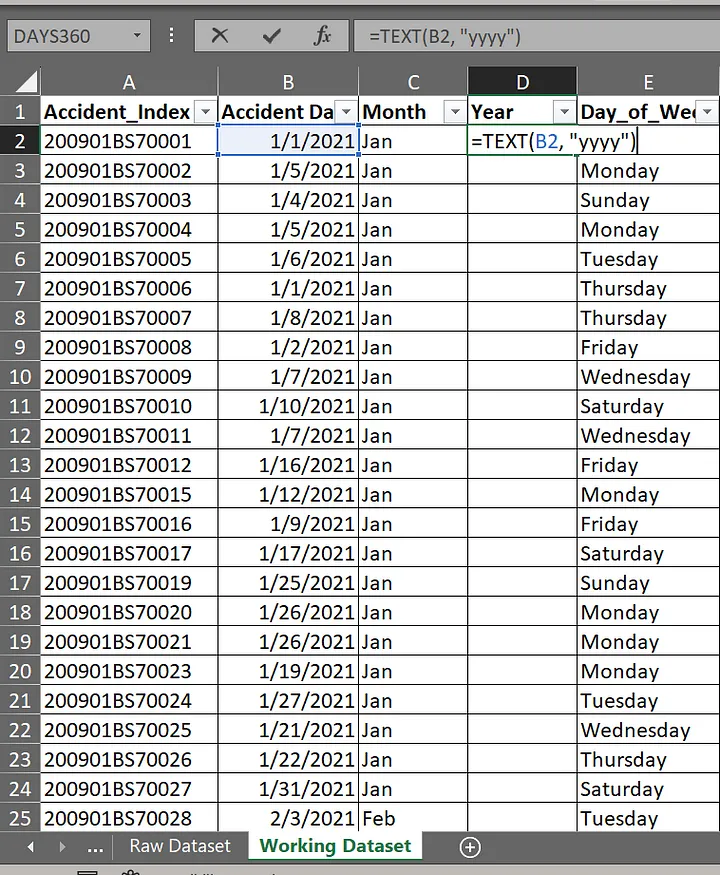 DAYS360 fx =TEXT(B2, "yyyy")
A B C D E
1 Accident_Index Accident Da Month Year Day_of_Wee
2 200901BS70001 1/1/2021 Jan =TEXT(B2, "yyyy")
3 200901BS70002 1/5/2021 Jan Monday
4 200901BS70003 1/4/2021 Jan Sunday
5 200901BS70004 1/5/2021 Jan Monday
6 200901BS70005 1/6/2021 Jan Tuesday
7 200901BS70006 1/1/2021 Jan Thursday
8 200901BS70007 1/8/2021 Jan Thursday
9 200901BS70008 1/2/2021 Jan Friday
10 200901BS70009 1/7/2021 Jan Wednesday
11 200901BS70010 1/10/2021 Jan Saturday
12 200901BS70011 1/7/2021 Jan Wednesday
13 200901BS70012 1/16/2021 Jan Friday
14 200901BS70015 1/12/2021 Jan Monday
15 200901BS70016 1/9/2021 Jan Friday
16 200901BS70017 1/17/2021 Jan Saturday
17 200901BS70019 1/25/2021 Jan Sunday
18 200901BS70020 1/26/2021 Jan Monday
19 200901BS70021 1/26/2021 Jan Monday
20 200901BS70023 1/19/2021 Jan Monday
21 200901BS70024 1/27/2021 Jan Tuesday
22 200901BS70025 1/21/2021 Jan Wednesday
23 200901BS70026 1/22/2021 Jan Thursday
24 200901BS70027 1/31/2021 Jan Saturday
25 200901BS70028 2/3/2021 Feb Tuesday
... Raw Dataset Working Dataset